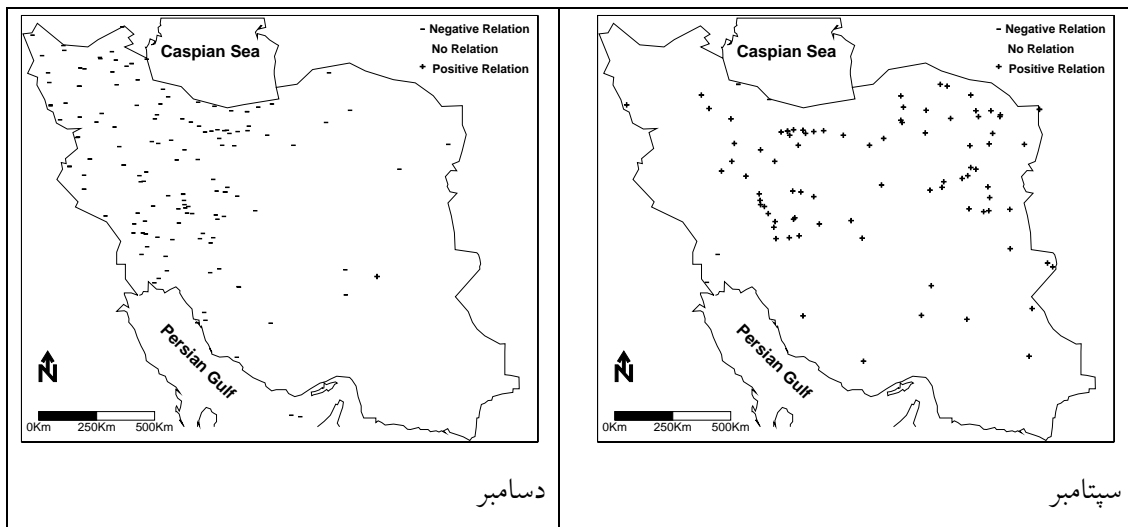 Caspian Sea
- Negative Relation
No Relation
+ Positive Relation
Persian Gulf
N
0Km 250Km 500Km
دسامبر
Caspian Sea
- Negative Relation
No Relation
+ Positive Relation
Persian Gulf
N
0Km 250Km 500Km
سپتامبر